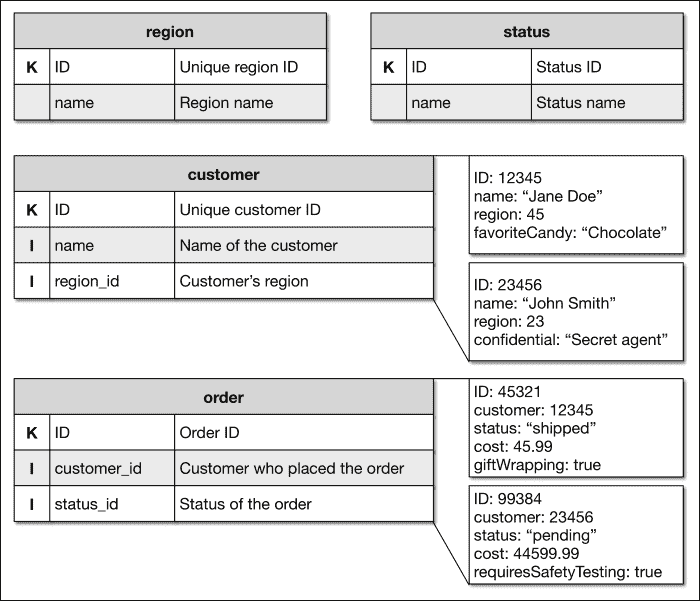 region
K ID Unique region ID
name Region name
status
K ID Status ID
name Status name
customer
K ID Unique customer ID
I name Name of the customer
I region_id Customer’s region
ID: 12345
name: “Jane Doe”
region: 45
favoriteCandy: “Chocolate”
ID: 23456
name: “John Smith”
region: 23
confidential: “Secret agent”
order
K ID Order ID
I customer_id Customer who placed the order
I status_id Status of the order
ID: 45321
customer: 12345
status: “shipped”
cost: 45.99
giftWrapping: true
ID: 99384
customer: 23456
status: “pending”
cost: 44599.99
requiresSafetyTesting: true